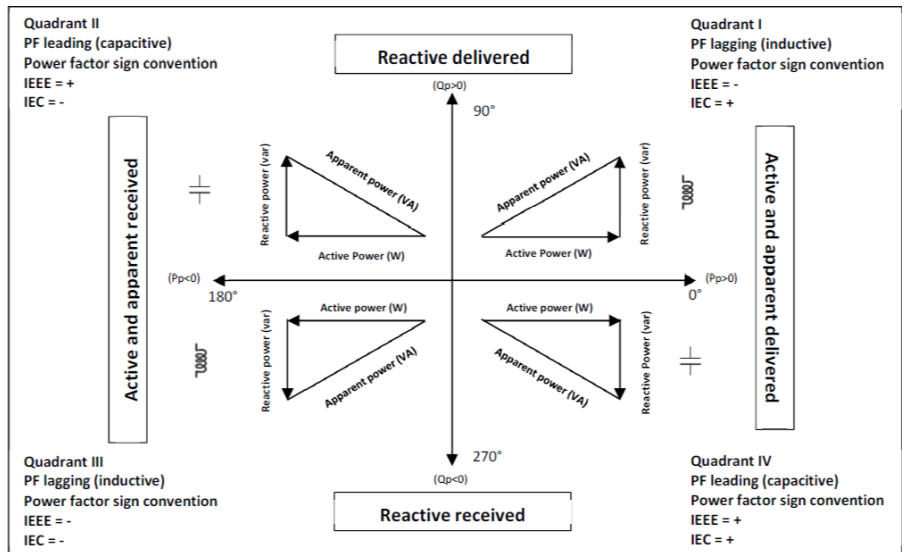 Quadrant II
PF leading (capacitive)
Power factor sign convention
IEEE = +
IEC = -
Reactive delivered
(Qp>0)
90°
Quadrant I
PF lagging (inductive)
Power factor sign convention
IEEE = -
IEC = +
Active and apparent received
Reactive power (var)
Apparent power (VA)
Active Power (W)
Apparent power (VA)
Reactive power (var)
Active Power (W)
Active and apparent delivered
(Pp<0)
180°
(Pp>0)
0°
Active power (W)
Reactive power (var)
Apparent power (VA)
Active power (W)
Apparent power (VA)
Reactive Power (var)
270°
(Qp<0)
Reactive received
Quadrant III
PF lagging (inductive)
Power factor sign convention
IEEE = -
IEC = -
Quadrant IV
PF leading (capacitive)
Power factor sign convention
IEEE = +
IEC = +